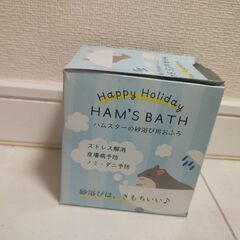 Happy Holiday
HAM'S BATH
ハムスターの砂浴び用おふろ
ストレス解消
皮膚病予防
ノミ・ダニ予防
砂浴びは、きもちいい♪